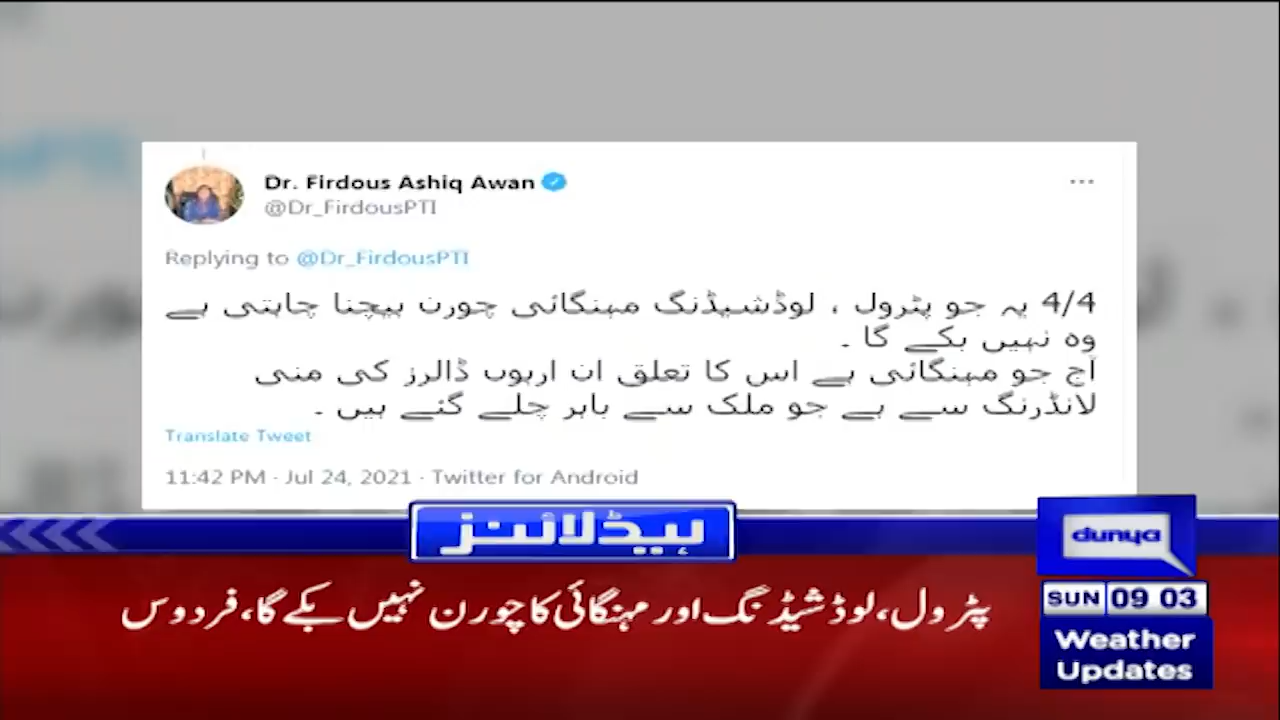 Dr. Firdous Ashiq Awan
@Dr_FirdousPTI
Replying to @Dr_FirdousPTI
4/4 یہ جو پٹرول ، لوڈشیڈنگ مہنگائی چورن بیچنا چاہتی ہے
وہ نہیں بکے گا ۔
آج جو مہنگائی ہے اس کا تعلق ان اربوں ڈالرز کی منی
لانڈرنگ سے ہے جو ملک سے باہر چلے گئے ہیں ۔
Translate Tweet
11:42 PM · Jul 24, 2021 · Twitter for Android
ہیڈلائنز
dunya
پٹرول، لوڈشیڈنگ اور مہنگائی کا چورن نہیں بکے گا، فردوس
SUN 09 03
Weather
Updates